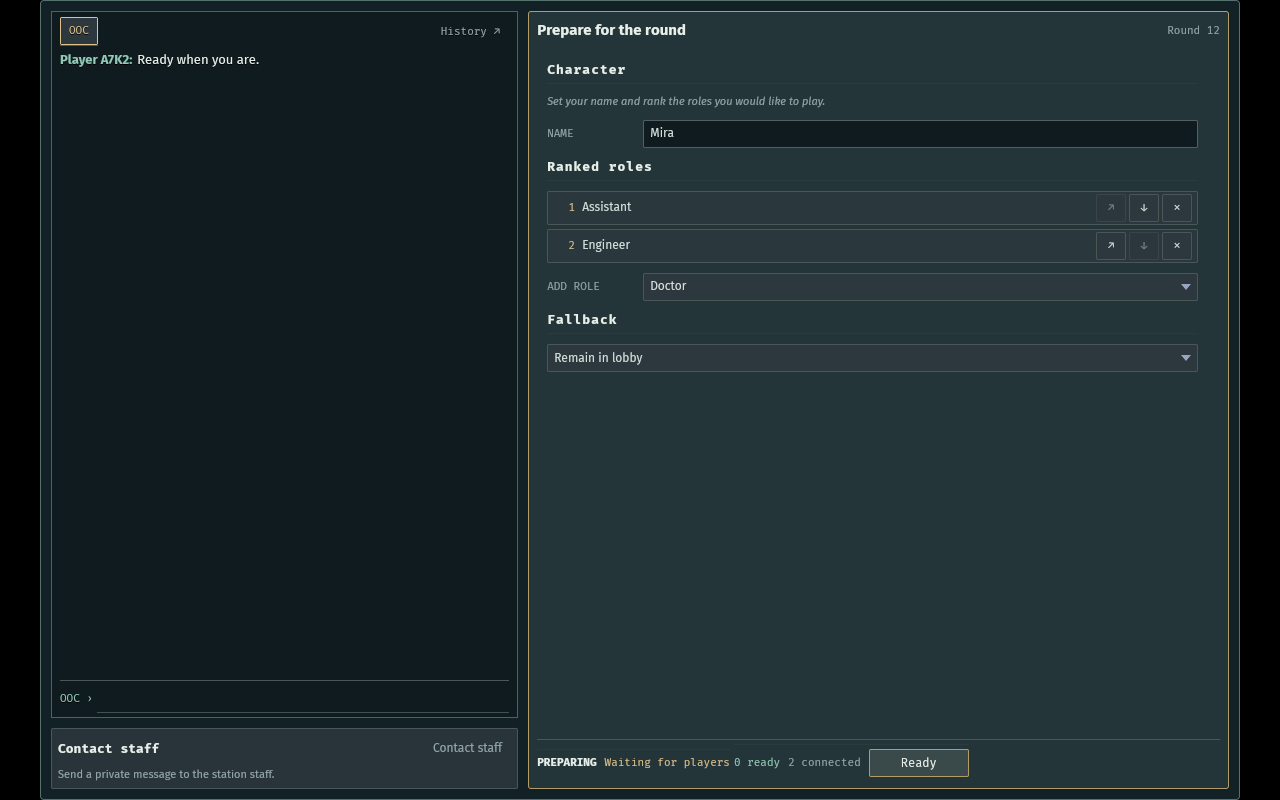 OOC
History ↗
Player A7K2: Ready when you are.
OOC ›
Contact staff
Contact staff
Send a private message to the station staff.
Prepare for the round
Round 12
Character
Set your name and rank the roles you would like to play.
NAME
Mira
Ranked roles
1 Assistant ↗ ↓ ×
2 Engineer ↗ ↓ ×
ADD ROLE
Doctor
Fallback
Remain in lobby
PREPARING Waiting for players 0 ready 2 connected Ready